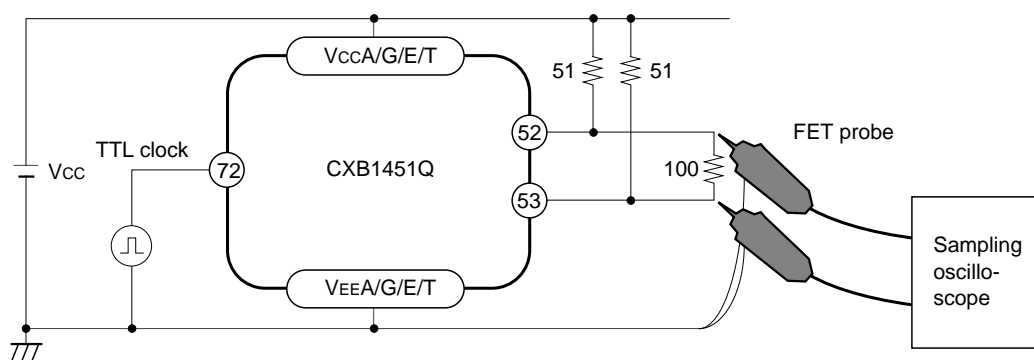 VCCA/G/E/T
51
51
52
FET probe
TTL clock
VCC
72
CXB1451Q
100
53
VEEA/G/E/T
Sampling
oscillo-
scope